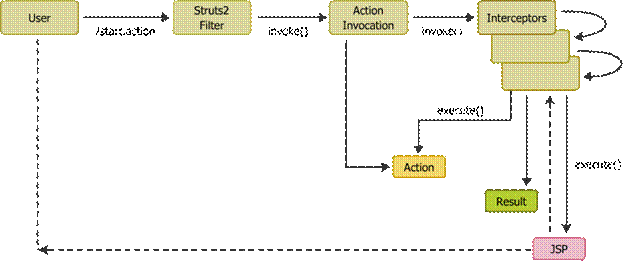 User
Struts2
Filter
Action
Invocation
Interceptors
/start.action
invoke()
invoke()
execute()
Action
execute()
Result
JSP